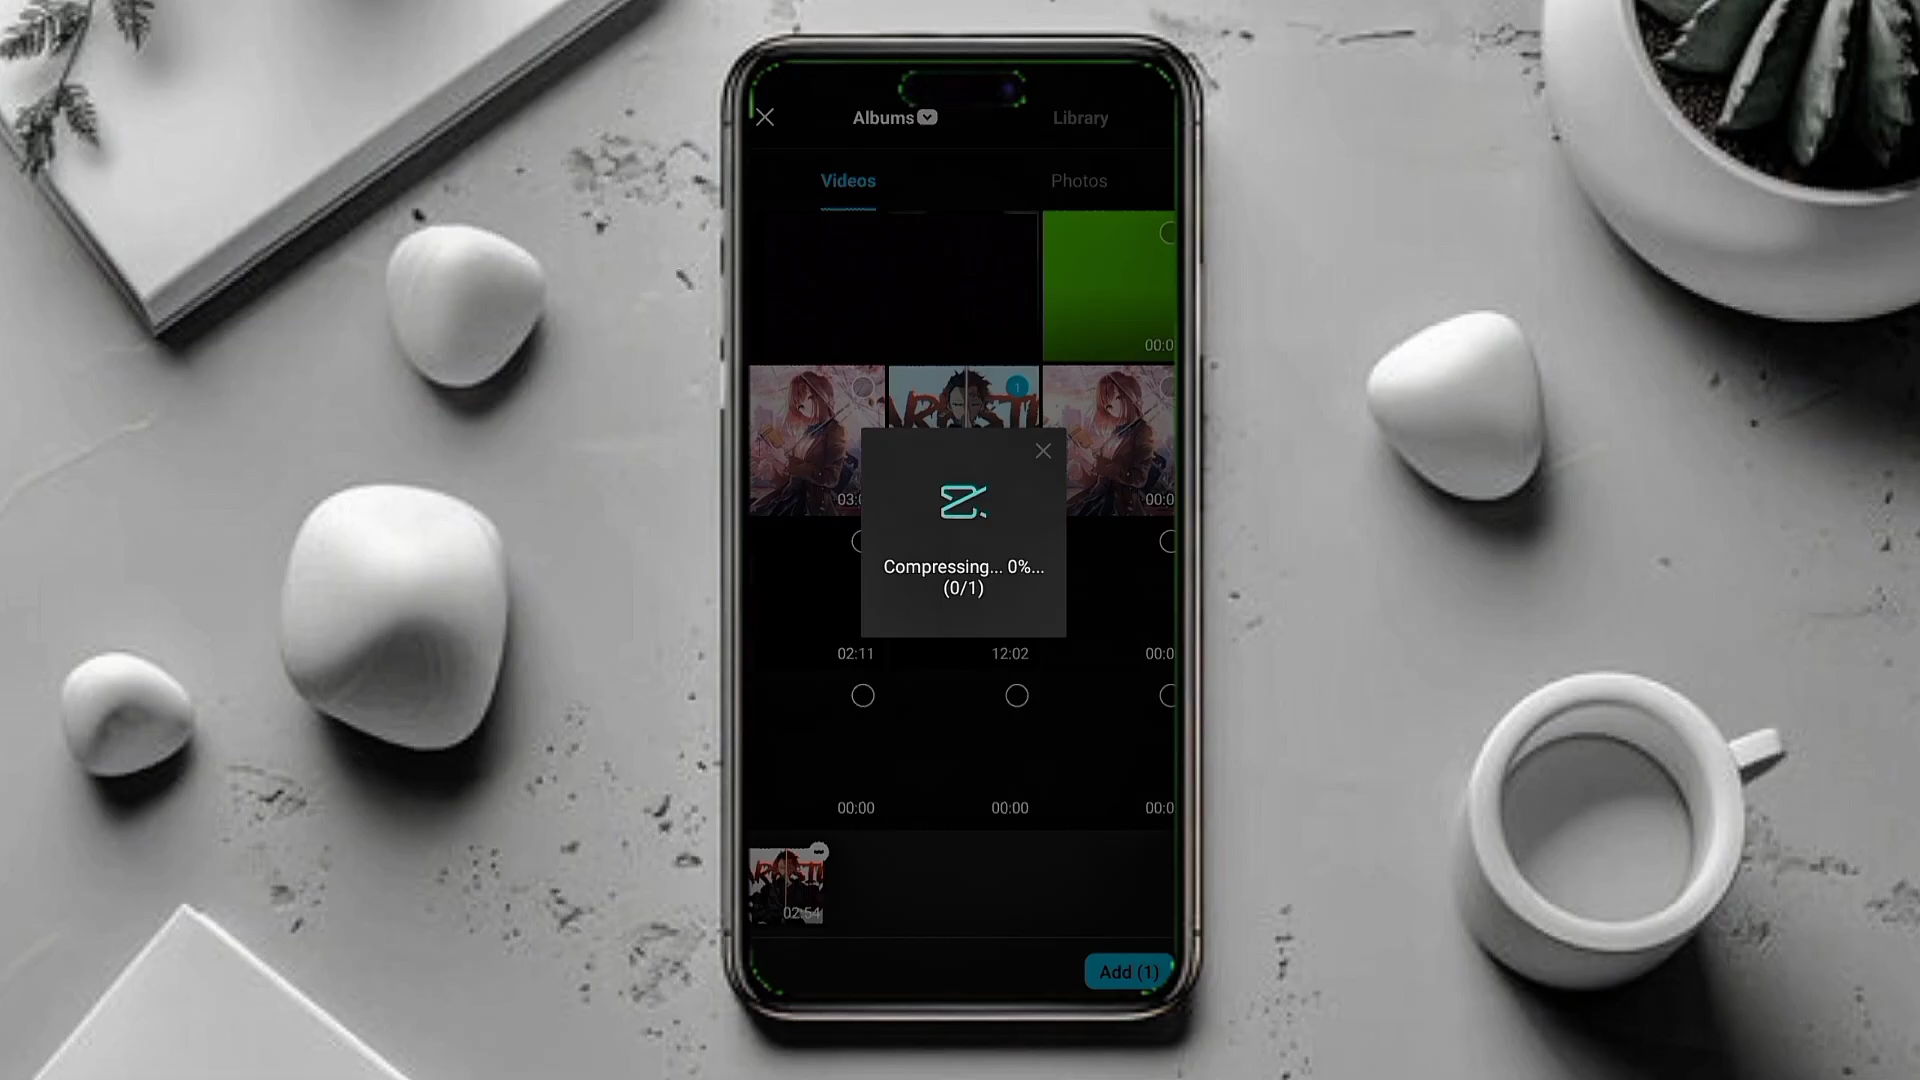 Albums
Library
Videos
Photos
00:0
1
03:0
00:0
Compressing... 0%...
(0/1)
02:11
12:02
00:0
00:00
00:00
00:0
02:54
Add (1)